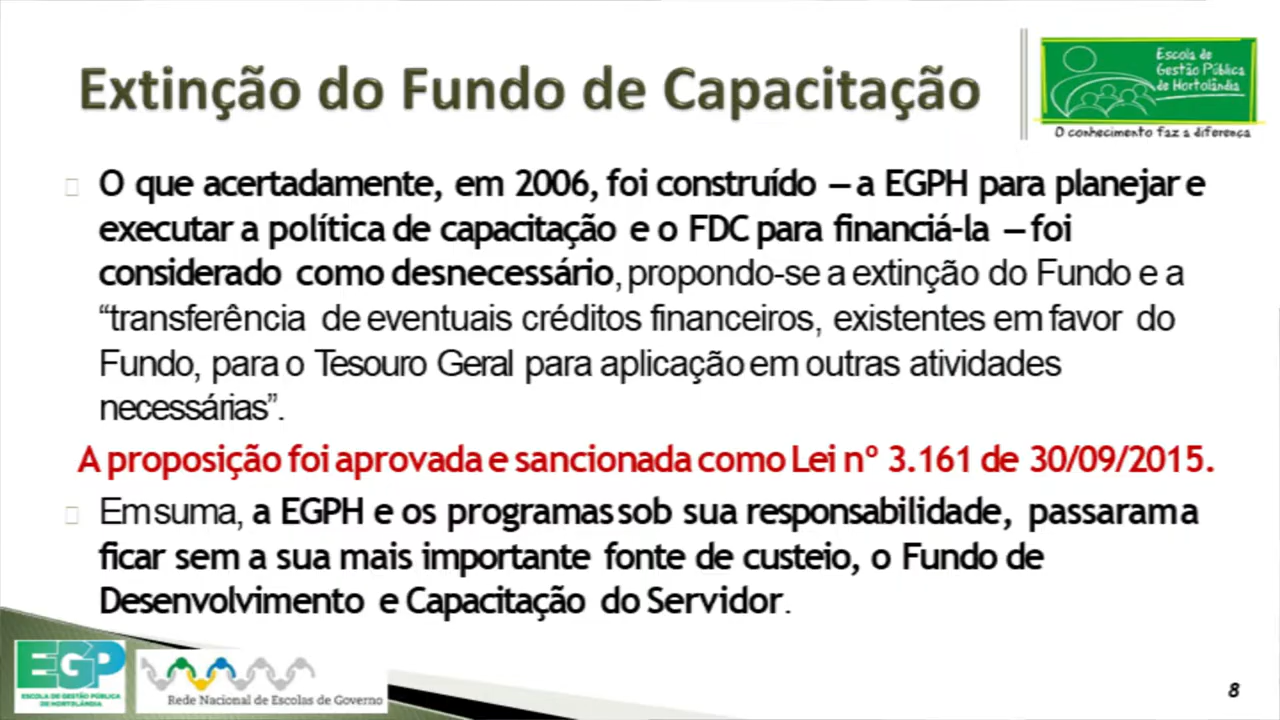 Extinção do Fundo de Capacitação
Escola de
Gestão Pública
de Hortolândia
O conhecimento faz a diferença
O que acertadamente, em 2006, foi construído – a EGPH para planejar e
executar a política de capacitação e o FDC para financiá-la – foi
considerado como desnecessário, propondo-se a extinção do Fundo e a
“transferência de eventuais créditos financeiros, existentes em favor do
Fundo, para o Tesouro Geral para aplicação em outras atividades
necessárias”.
A proposição foi aprovada e sancionada como Lei nº 3.161 de 30/09/2015.
Em suma, a EGPH e os programas sob sua responsabilidade, passaram a
ficar sem a sua mais importante fonte de custeio, o Fundo de
Desenvolvimento e Capacitação do Servidor.
EGP
ESCOLA DE GESTÃO PÚBLICA
DE HORTOLÂNDIA
Rede Nacional de Escolas de Governo
8